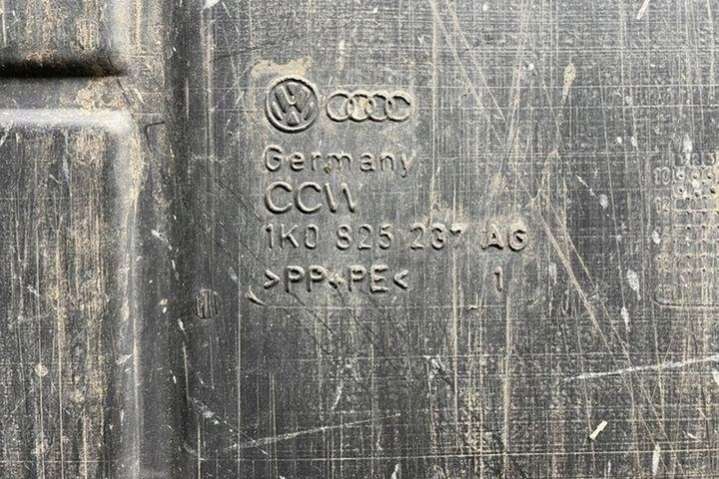 Germany
CCW
1K0 825 237 AG
>PP+PE< 1